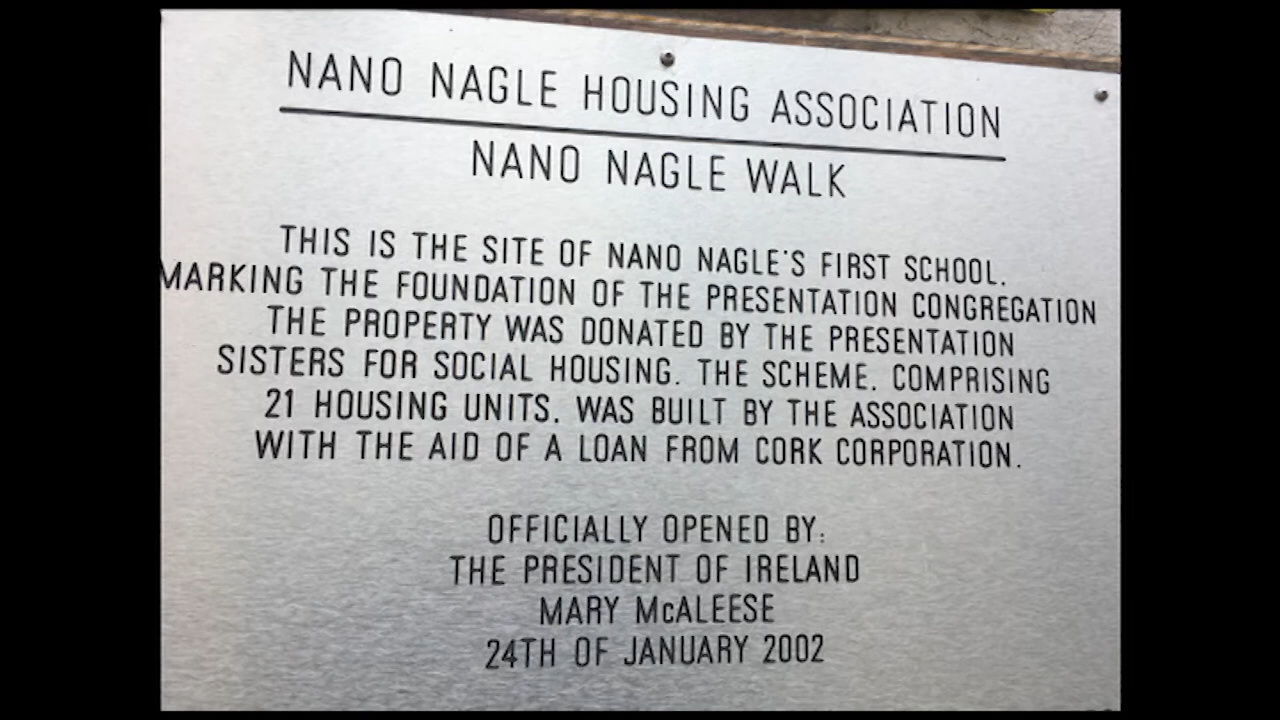 NANO NAGLE HOUSING ASSOCIATION
NANO NAGLE WALK
THIS IS THE SITE OF NANO NAGLE'S FIRST SCHOOL.
MARKING THE FOUNDATION OF THE PRESENTATION CONGREGATION
THE PROPERTY WAS DONATED BY THE PRESENTATION
SISTERS FOR SOCIAL HOUSING. THE SCHEME. COMPRISING
21 HOUSING UNITS. WAS BUILT BY THE ASSOCIATION
WITH THE AID OF A LOAN FROM CORK CORPORATION.
OFFICIALLY OPENED BY:
THE PRESIDENT OF IRELAND
MARY McALEESE
24TH OF JANUARY 2002